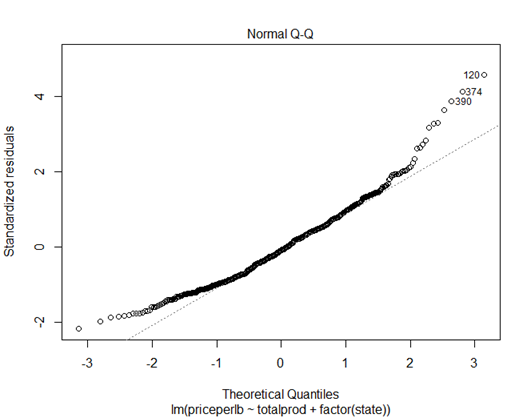 Normal Q-Q
Standardized residuals
4
2
0
-2
120
374
390
-3 -2 -1 0 1 2 3
Theoretical Quantiles
lm(priceperlb ~ totalprod + factor(state))